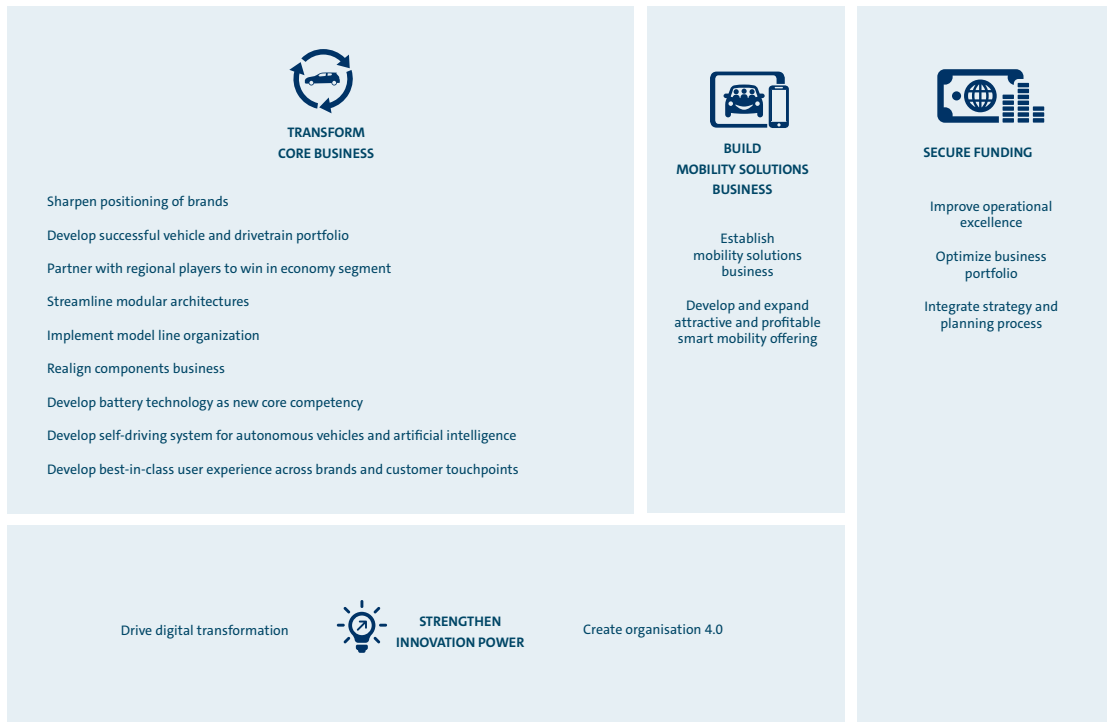 TRANSFORM
CORE BUSINESS
Sharpen positioning of brands
Develop successful vehicle and drivetrain portfolio
Partner with regional players to win in economy segment
Streamline modular architectures
Implement model line organization
Realign components business
Develop battery technology as new core competency
Develop self-driving system for autonomous vehicles and artificial intelligence
Develop best-in-class user experience across brands and customer touchpoints
BUILD
MOBILITY SOLUTIONS
BUSINESS
Establish
mobility solutions
business
Develop and expand
attractive and profitable
smart mobility offering
SECURE FUNDING
Improve operational
excellence
Optimize business
portfolio
Integrate strategy and
planning process
Drive digital transformation
STRENGTHEN
INNOVATION POWER
Create organisation 4.0